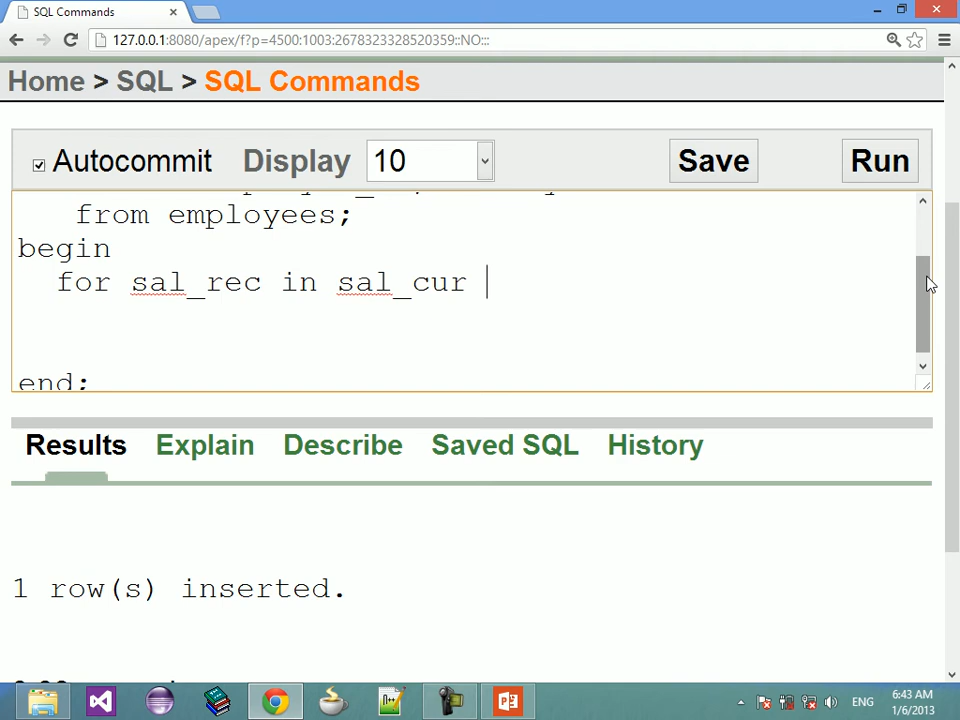 SQL Commands
127.0.0.1:8080/apex/f?p=4500:1003:2678323328520359::NO:::
Home > SQL > SQL Commands
Autocommit Display 10 Save Run
from employees;
begin
for sal_rec in sal_cur
end;
Results Explain Describe Saved SQL History
1 row(s) inserted.
ENG
6:43 AM
1/6/2013